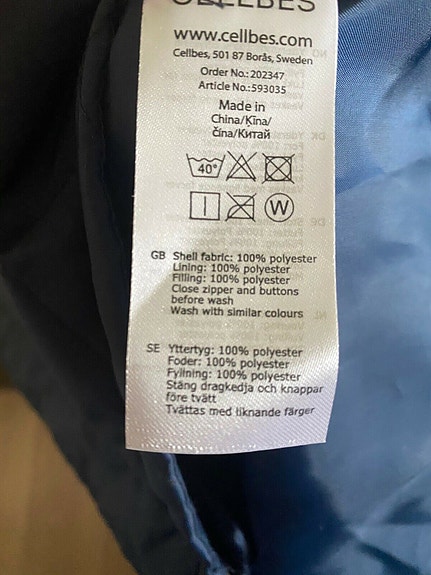 CELLBES
www.cellbes.com
Cellbes, 501 87 Borås, Sweden
Order No.: 202347
Article No.: 593035
Made in
China/Ķīna/
čína/Китай
40°
W
GB Shell fabric: 100% polyester
Lining: 100% polyester
Filling: 100% polyester
Close zipper and buttons
before wash
Wash with similar colours
SE Yttertyg: 100% polyester
Foder: 100% polyester
Fyllning: 100% polyester
Stäng dragkedja och knappar
före tvätt
Tvättas med liknande färger